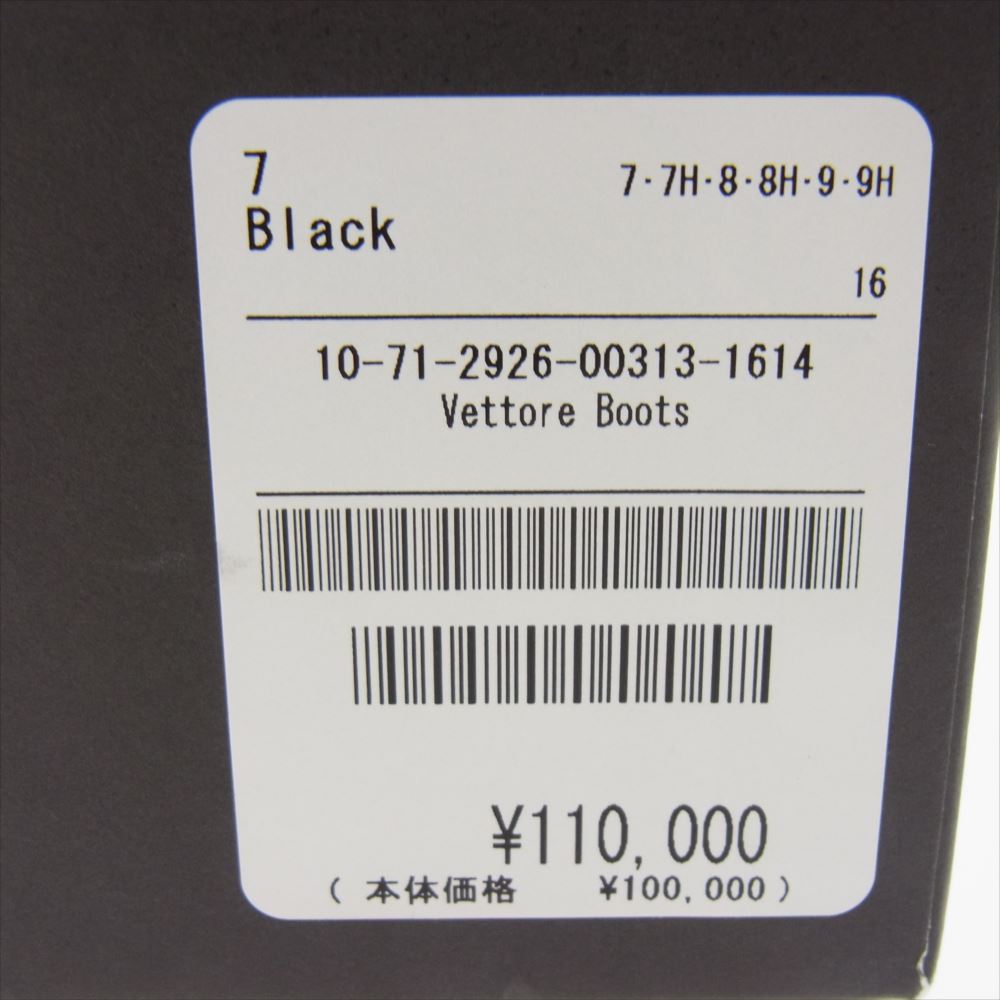 7
7・7H・8・8H・9・9H
Black
16
10-71-2926-00313-1614
Vettore Boots
¥110,000
( 本体価格 ¥100,000 )